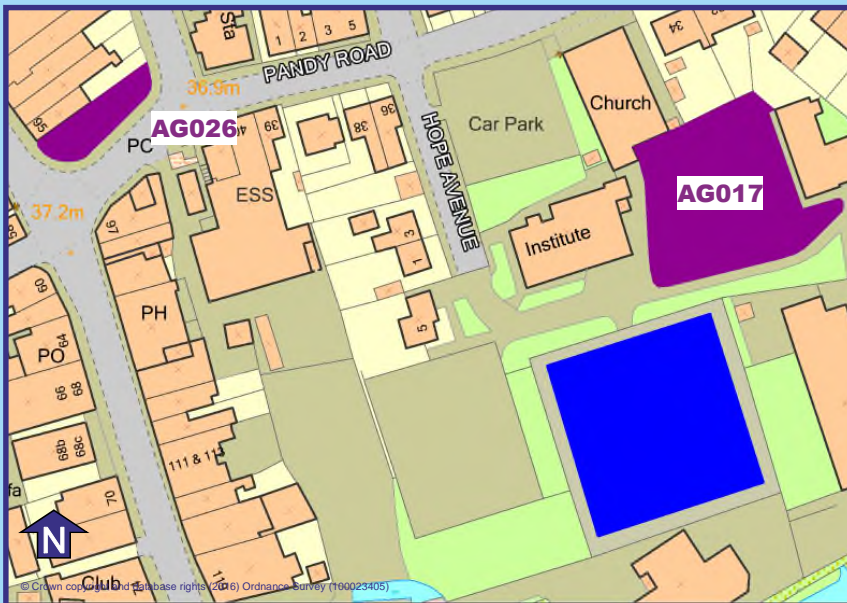 Sta
1
2
3
5
34
PANDY ROAD
36.9m
Church
95
AG026
39
36
Car Park
PC
38
HOPE AVENUE
ESS
AG017
37.2m
97
3
Institute
1
60
PH
5
PO
64
66
68
68b
68c
111 & 113
fa
70
N
119
Club
© Crown copyright and database rights (2016) Ordnance Survey (100023405)